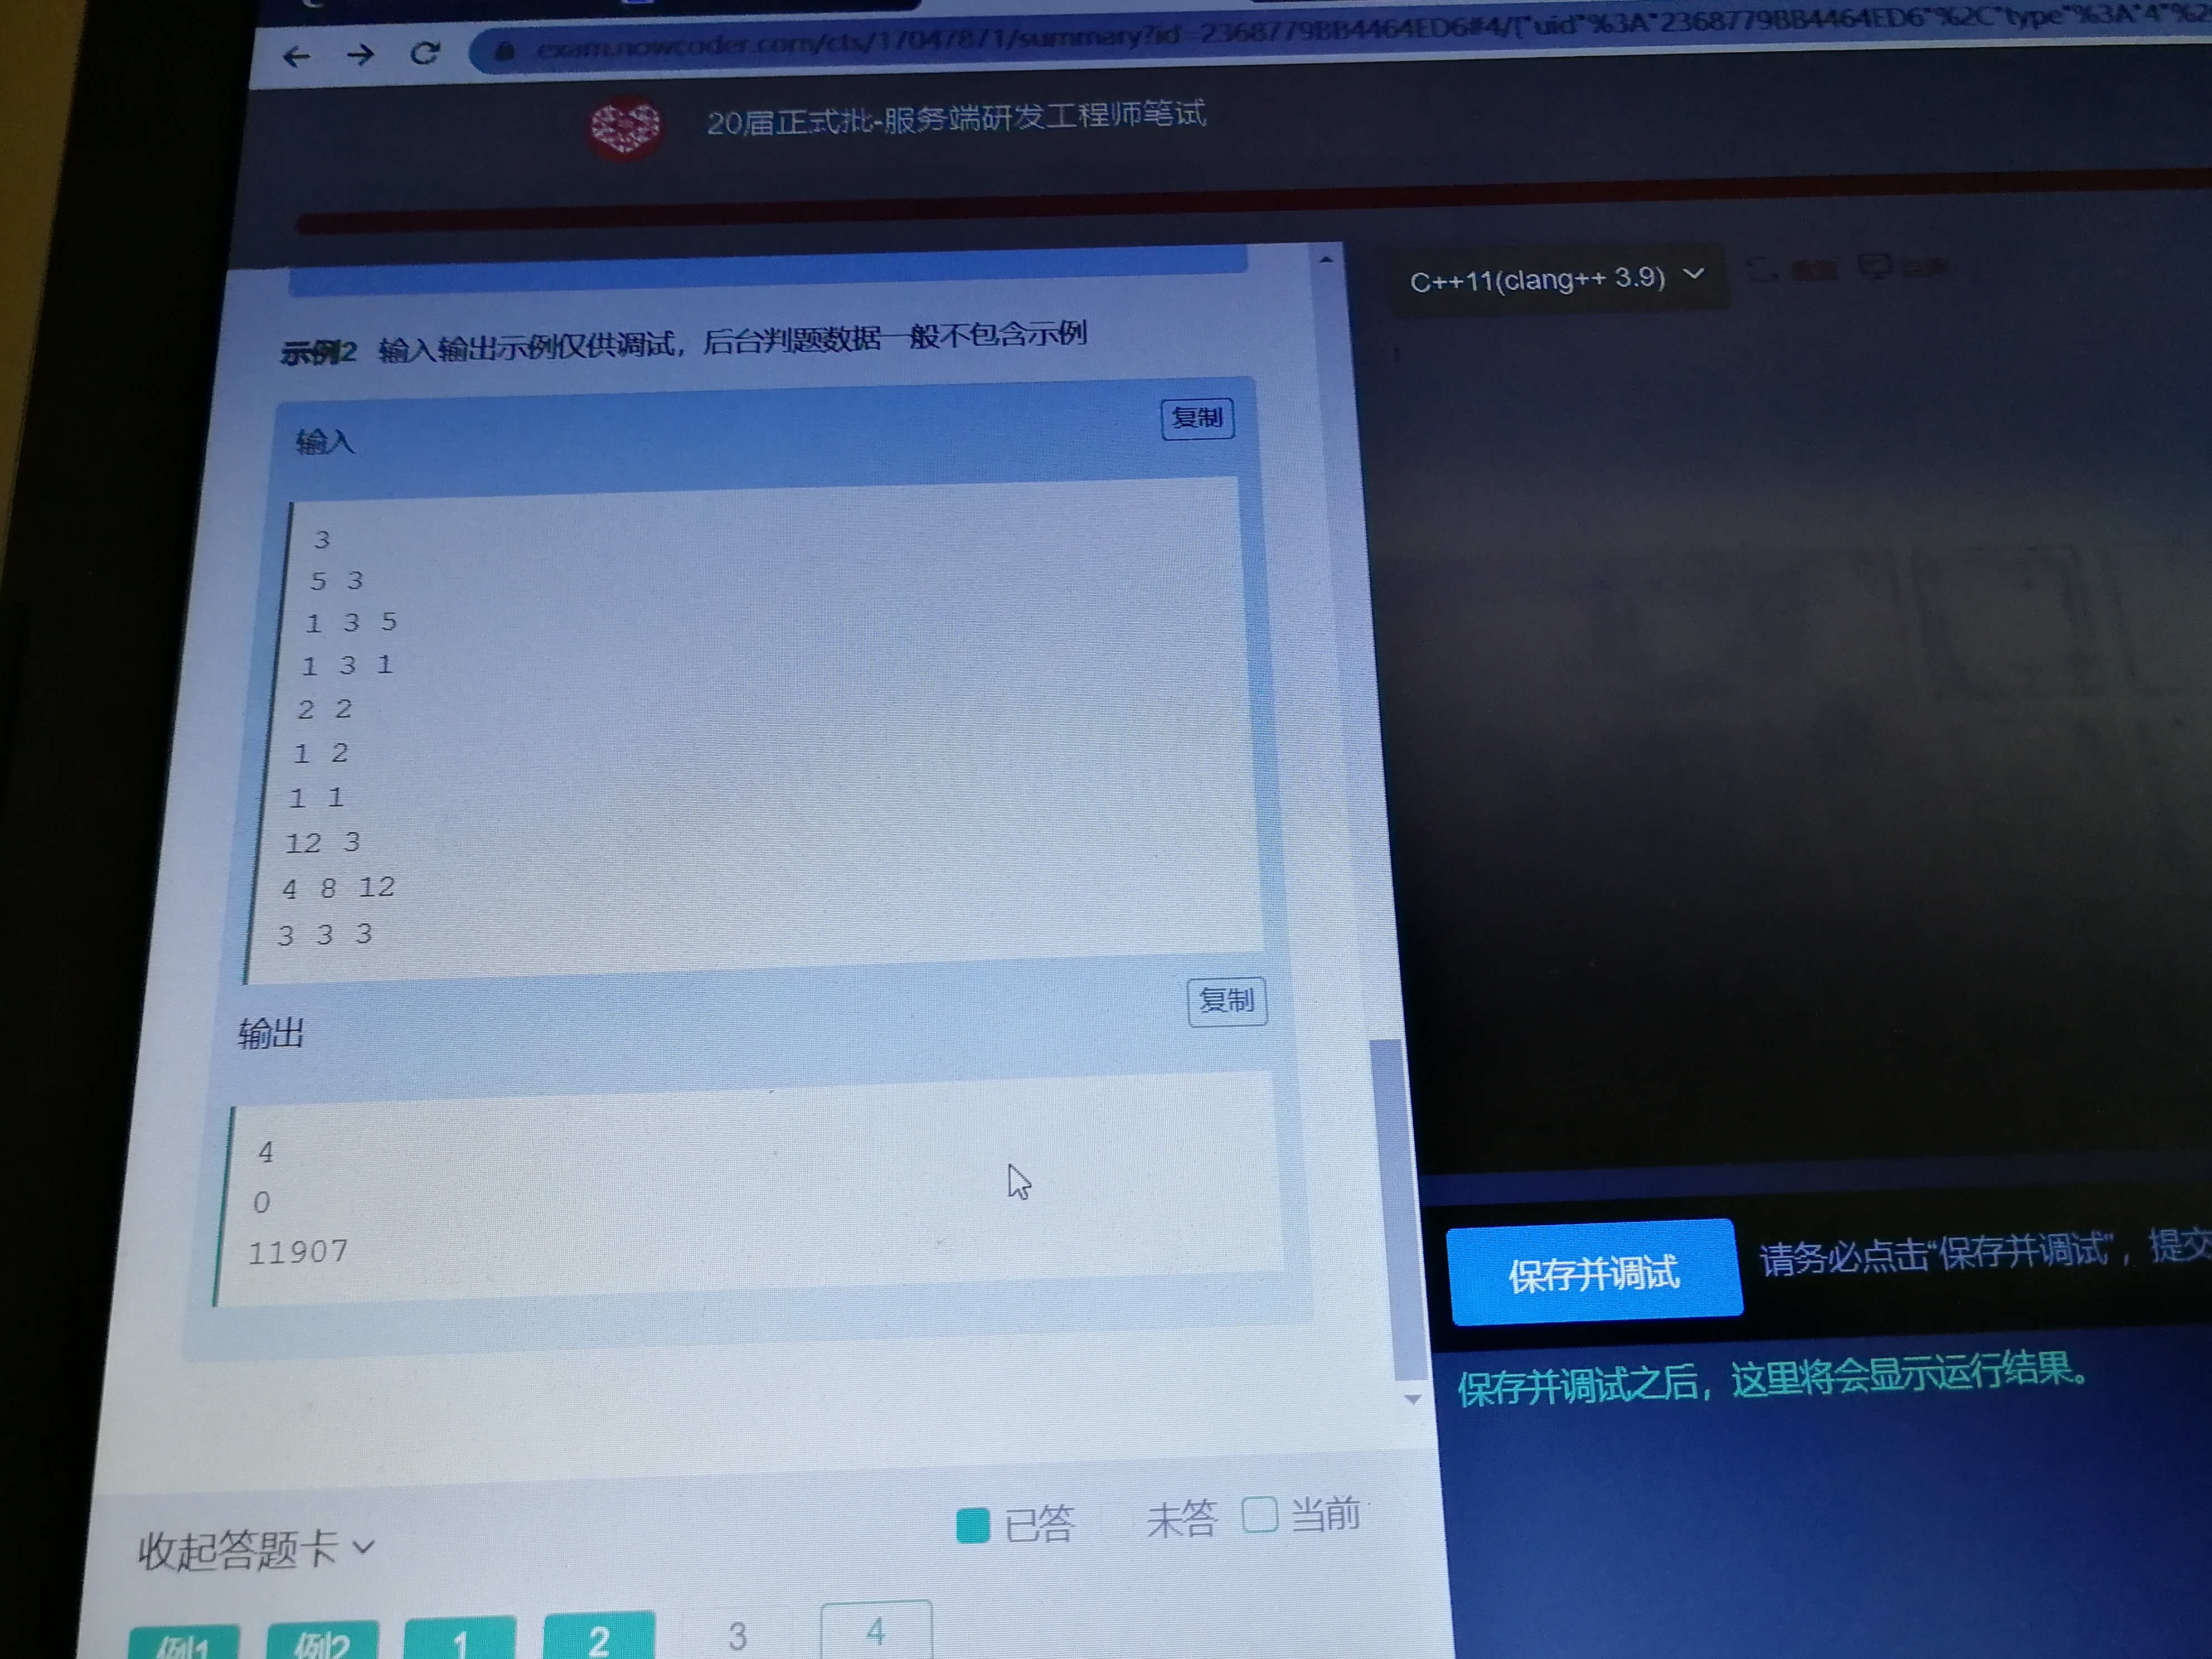 exam.nowcoder.com/cts/17047871/summary?id=2368779BB4464ED6#4/{"uid"%3A"2368779BB4464ED6"%2C"type"%3A"4"%2
20届正式批-服务端研发工程师笔试
C++11(clang++ 3.9)
示例2 输入输出示例仅供调试，后台判题数据一般不包含示例
输入 复制
3
5 3
1 3 5
1 3 1
2 2
1 2
1 1
12 3
4 8 12
3 3 3
输出 复制
4
0
11907
保存并调试 请务必点击“保存并调试”，提交
保存并调试之后，这里将会显示运行结果。
收起答题卡 已答 未答 当前
例1 例2 1 2 3 4